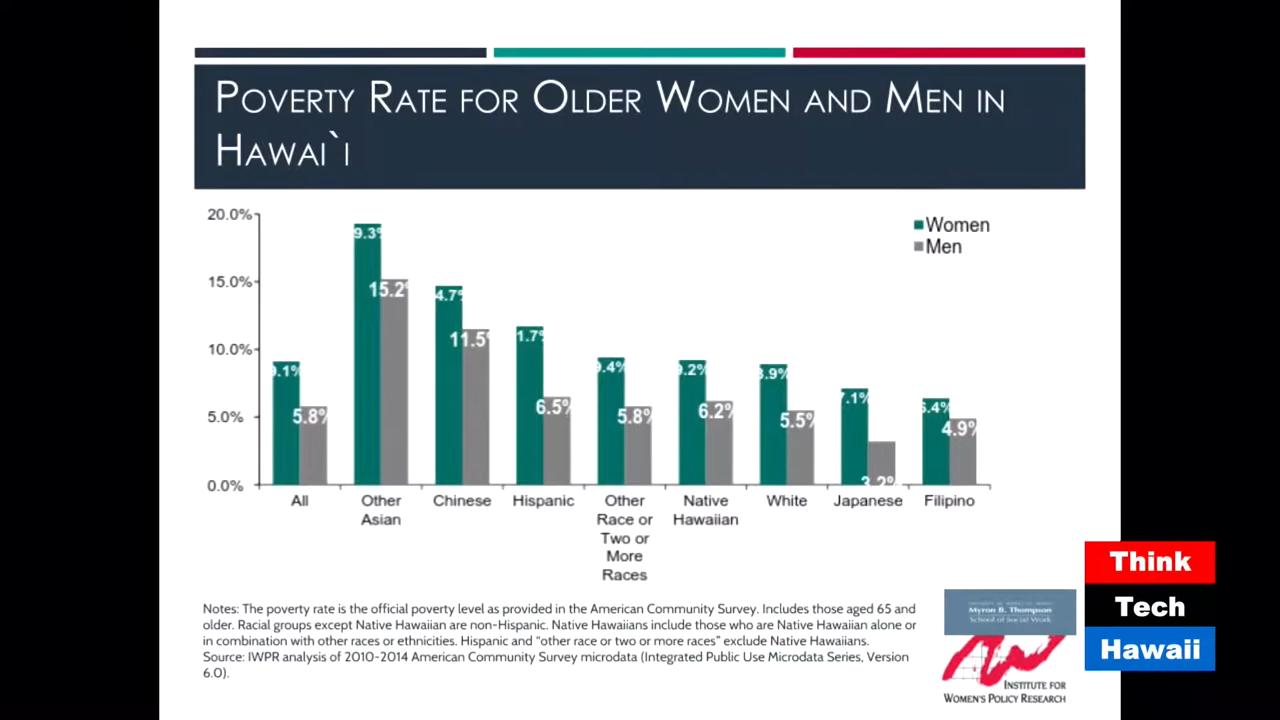 Poverty Rate for Older Women and Men in
Hawai`i
20.0%
15.0%
10.0%
5.0%
0.0%
Women
Men
9.3%
15.2%
4.7%
11.5%
1.7%
9.1%
5.8%
6.5%
9.4%
5.8%
9.2%
6.2%
8.9%
5.5%
7.1%
3.2%
6.4%
4.9%
All
Other
Asian
Chinese
Hispanic
Other
Race or
Two or
More
Races
Native
Hawaiian
White
Japanese
Filipino
Notes: The poverty rate is the official poverty level as provided in the American Community Survey. Includes those aged 65 and
older. Racial groups except Native Hawaiian are non-Hispanic. Native Hawaiians include those who are Native Hawaiian alone or
in combination with other races or ethnicities. Hispanic and “other race or two or more races” exclude Native Hawaiians.
Source: IWPR analysis of 2010-2014 American Community Survey microdata (Integrated Public Use Microdata Series, Version
6.0).
Myron B. Thompson
School of Social Work
Institute for
Women's Policy Research
Think
Tech
Hawaii